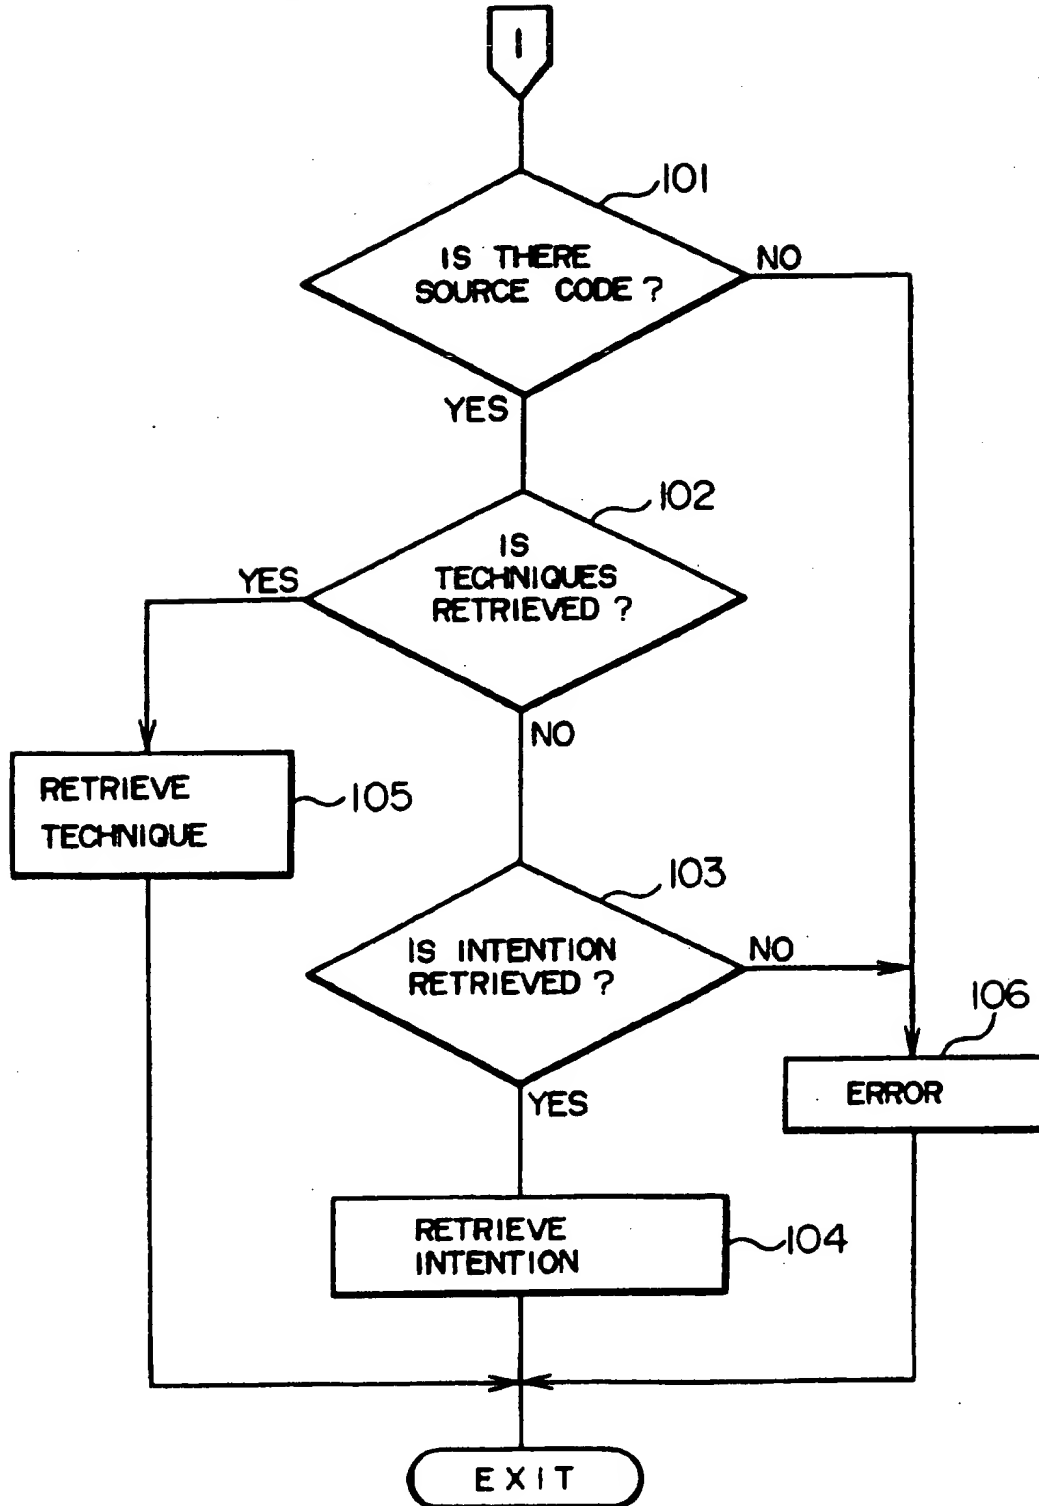 1
101
IS THERE
SOURCE CODE ?
NO
YES
102
IS
TECHNIQUES
RETRIEVED ?
YES
NO
RETRIEVE
TECHNIQUE
105
103
IS INTENTION
RETRIEVED ?
NO
106
ERROR
YES
RETRIEVE
INTENTION
104
EXIT